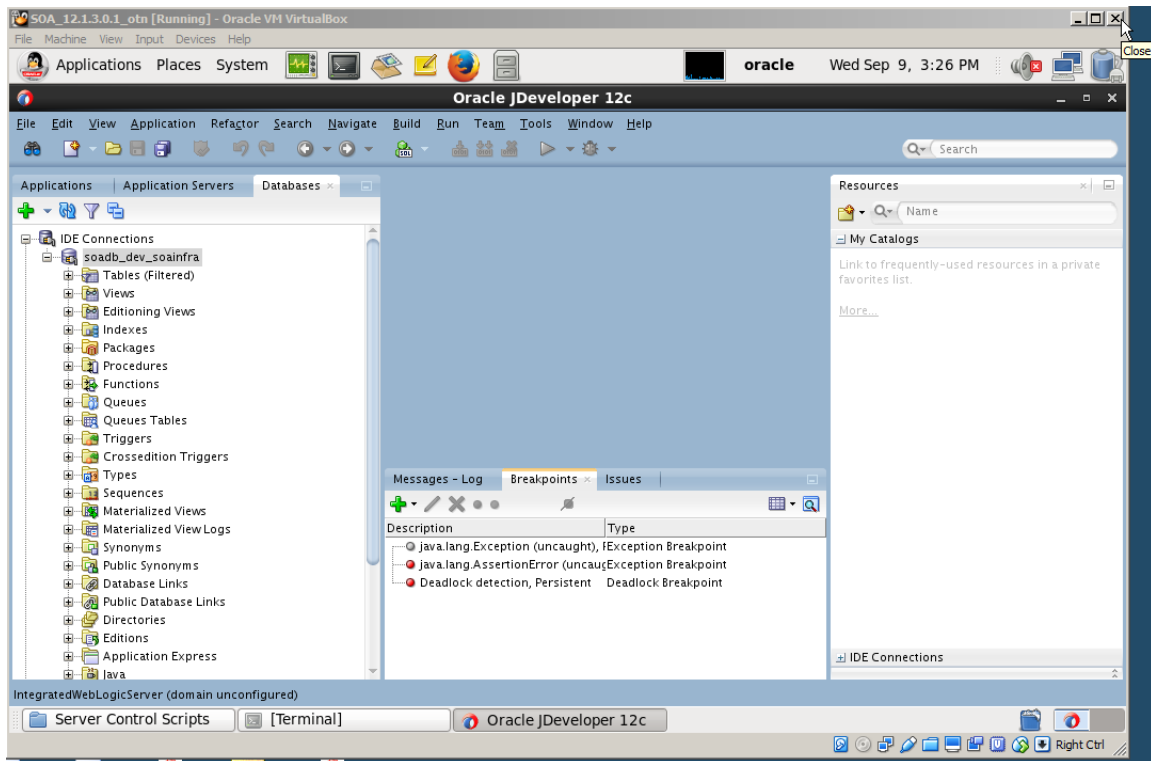 SOA_12.1.3.0.1_otn [Running] - Oracle VM VirtualBox
File Machine View Input Devices Help
Close
Applications Places System oracle Wed Sep 9, 3:26 PM
Oracle JDeveloper 12c
File Edit View Application Refactor Search Navigate Build Run Team Tools Window Help
SQL
Search
Applications Application Servers Databases
IDE Connections
soadb_dev_soainfra
Tables (Filtered)
Views
Editioning Views
Indexes
Packages
Procedures
Functions
Queues
Queues Tables
Triggers
Crossedition Triggers
Types
Sequences
Materialized Views
Materialized View Logs
Synonyms
Public Synonyms
Database Links
Public Database Links
Directories
Editions
Application Express
Java
Messages - Log Breakpoints Issues
Description Type
java.lang.Exception (uncaught), Exception Breakpoint
java.lang.AssertionError (uncaug Exception Breakpoint
Deadlock detection, Persistent Deadlock Breakpoint
Resources
Name
My Catalogs
Link to frequently-used resources in a private
favorites list.
More...
IDE Connections
IntegratedWebLogicServer (domain unconfigured)
Server Control Scripts [Terminal] Oracle JDeveloper 12c
Right Ctrl